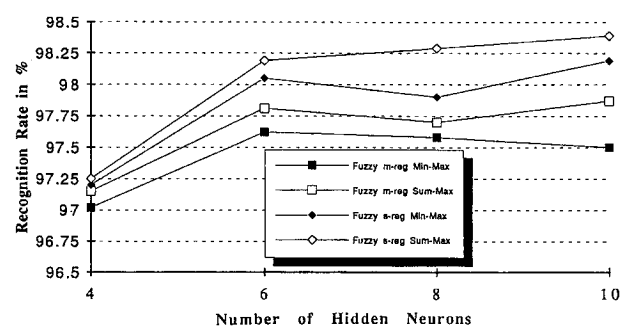 98.5
98.25
98
97.75
97.5
97.25
97
96.75
96.5
Recognition Rate in %
Fuzzy m-reg Min-Max
Fuzzy m-reg Sum-Max
Fuzzy s-reg Min-Max
Fuzzy s-reg Sum-Max
4 6 8 10
Number of Hidden Neurons